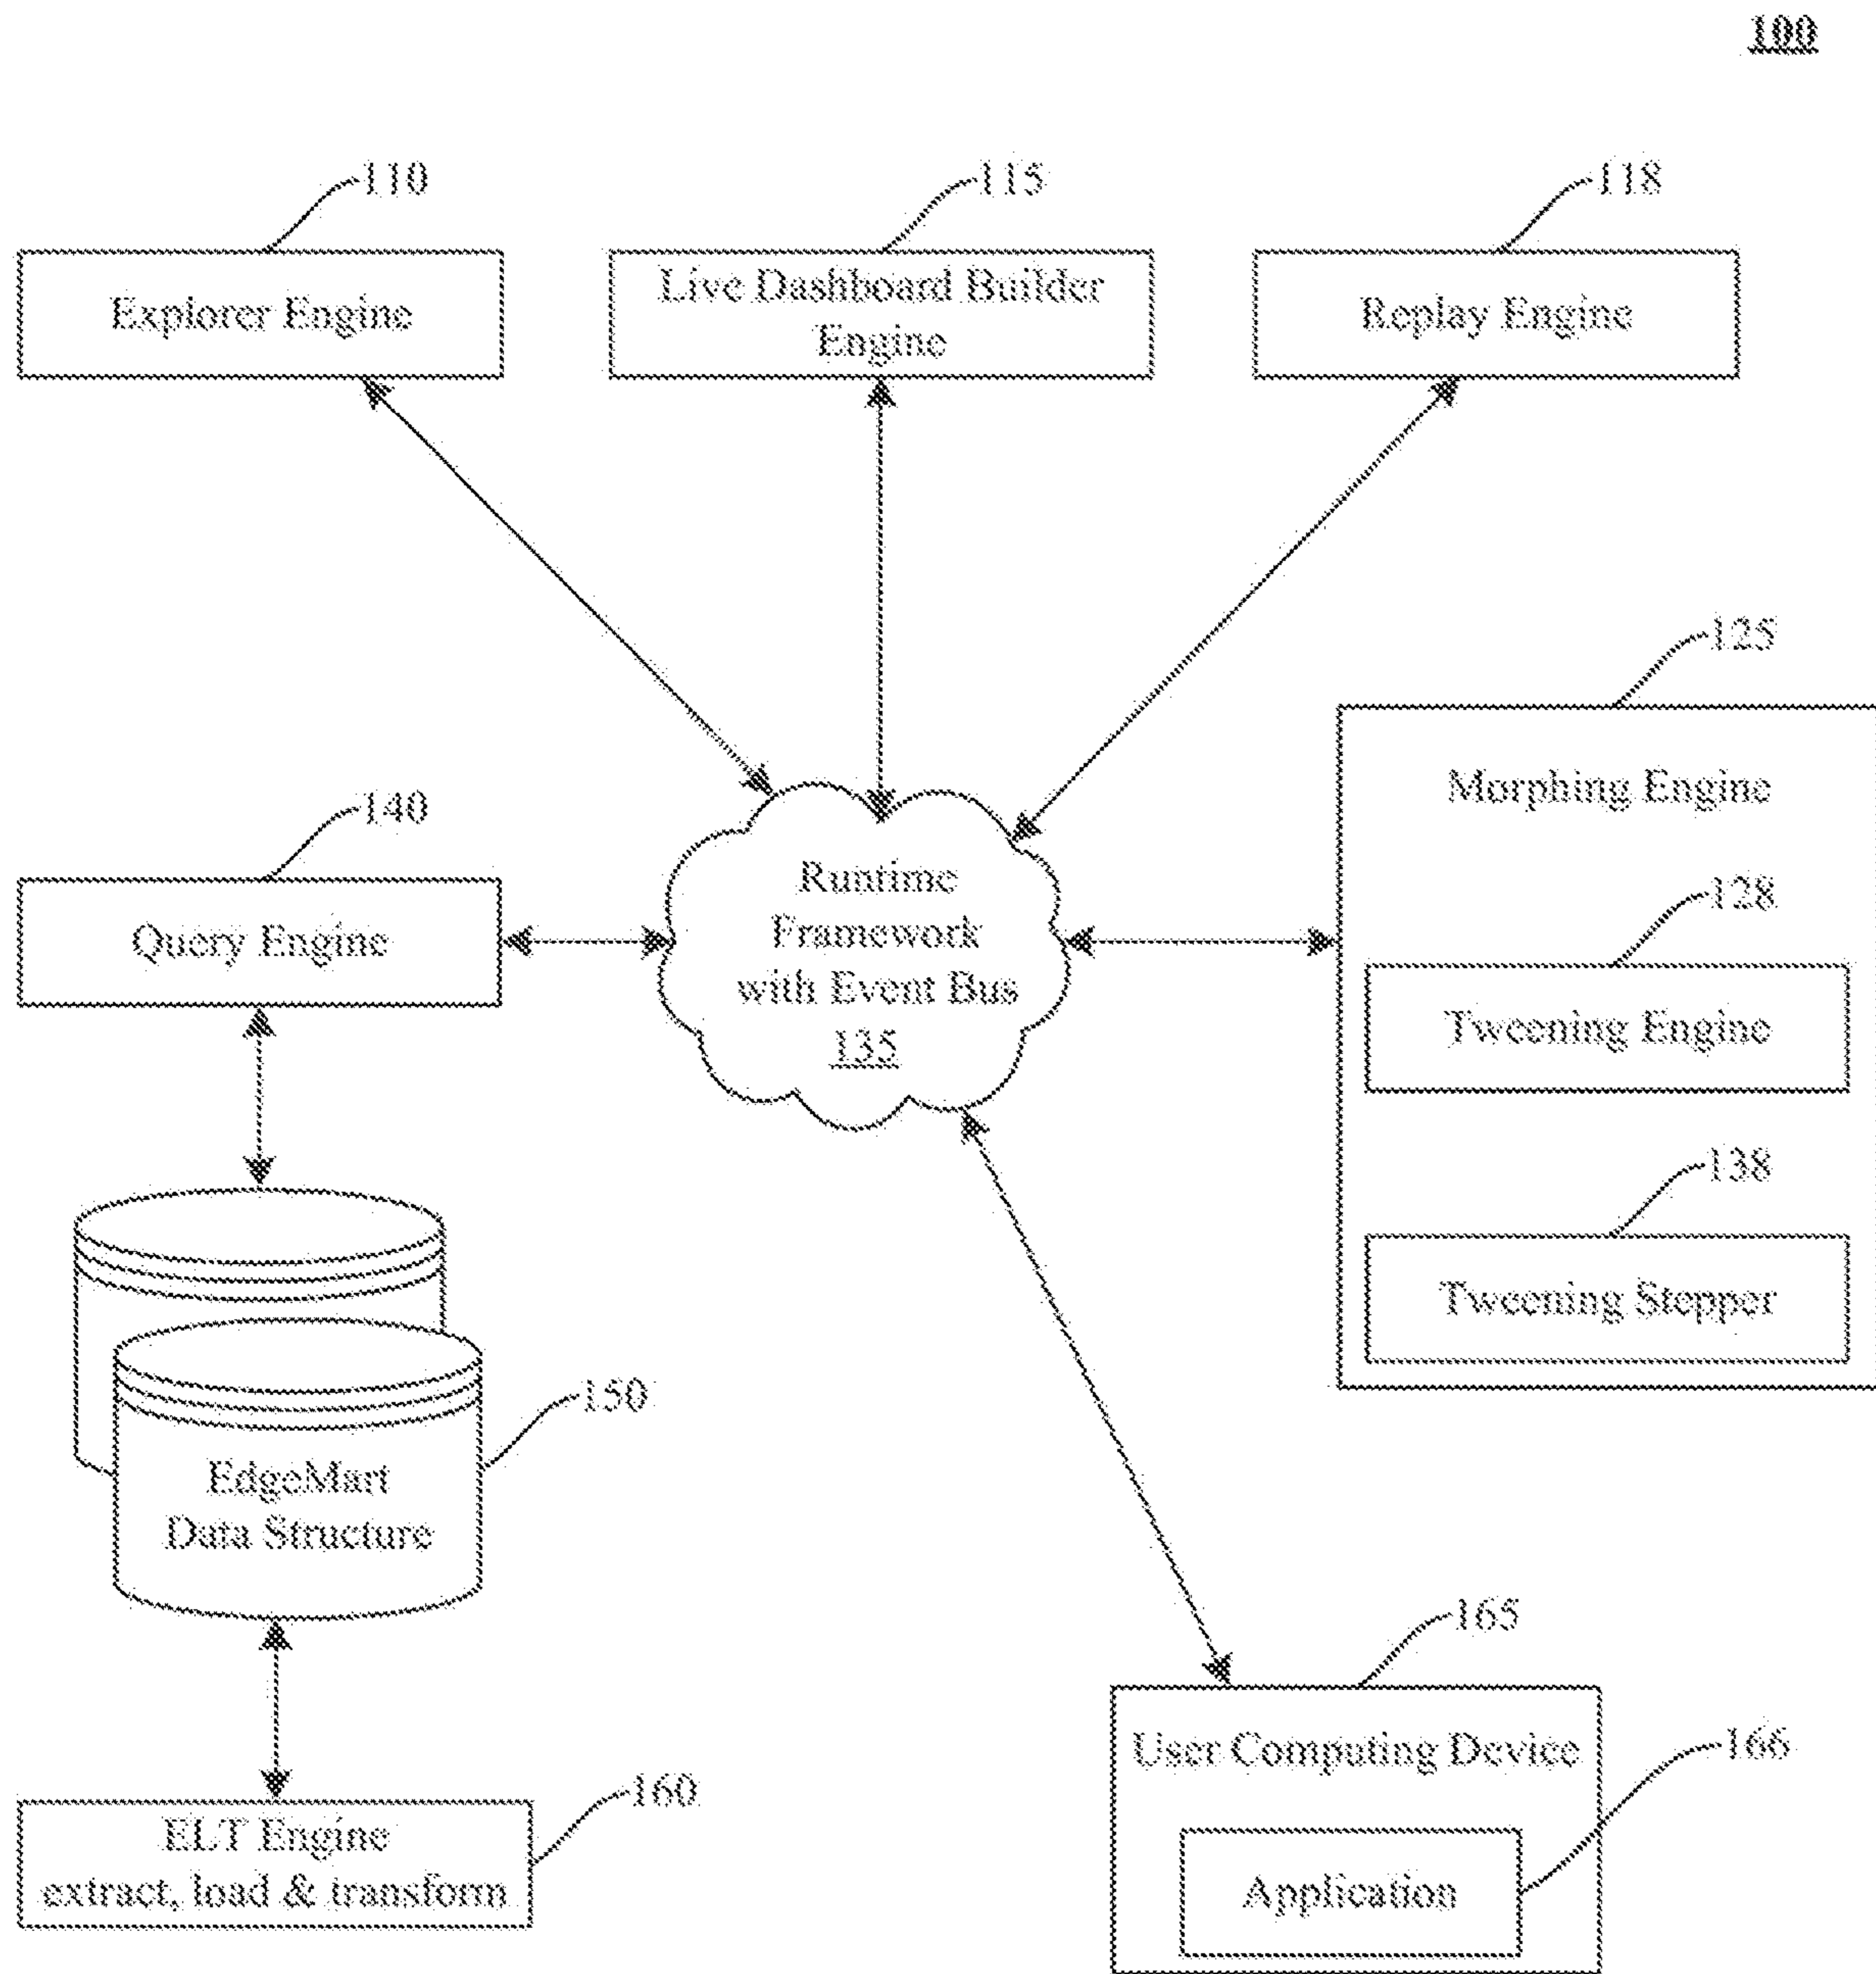 100
110
115
118
Explorer Engine
Live Dashboard Builder
Engine
Replay Engine
125
Morphing Engine
140
128
Query Engine
Runtime
Framework
with Event Bus
135
Tweening Engine
138
Tweening Stepper
150
EdgeMart
Data Structure
165
User Computing Device
166
160
ELT Engine
extract, load & transform
Application